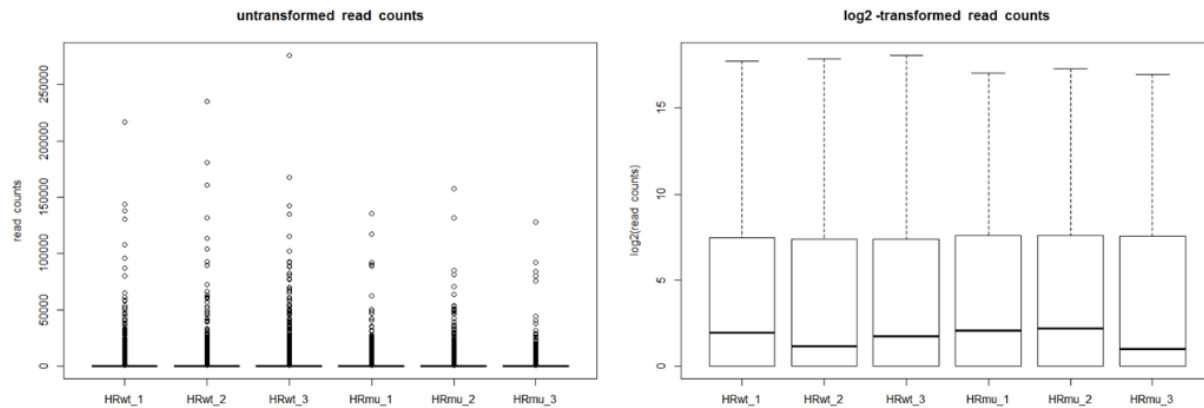 untransformed read counts
read counts
250000
200000
150000
100000
50000
0
HRwt_1 HRwt_2 HRwt_3 HRmu_1 HRmu_2 HRmu_3
log2 -transformed read counts
log2(read counts)
15
10
5
0
HRwt_1 HRwt_2 HRwt_3 HRmu_1 HRmu_2 HRmu_3